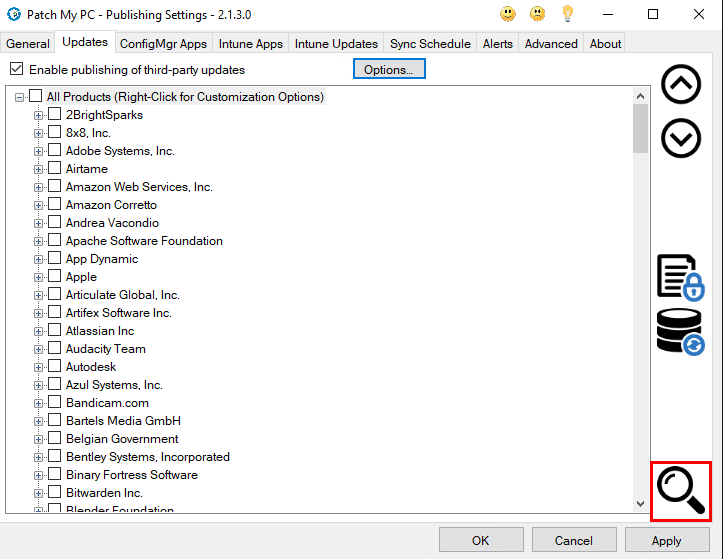 Patch My PC - Publishing Settings - 2.1.3.0
General Updates ConfigMgr Apps Intune Apps Intune Updates Sync Schedule Alerts Advanced About
Enable publishing of third-party updates Options...
All Products (Right-Click for Customization Options)
2BrightSparks
8x8, Inc.
Adobe Systems, Inc.
Airtame
Amazon Web Services, Inc.
Amazon Corretto
Andrea Vacondio
Apache Software Foundation
App Dynamic
Apple
Articulate Global, Inc.
Artifex Software Inc.
Atlassian Inc
Audacity Team
Autodesk
Azul Systems, Inc.
Bandicam.com
Bartels Media GmbH
Belgian Government
Bentley Systems, Incorporated
Binary Fortress Software
Bitwarden Inc.
Blender Foundation
OK Cancel Apply